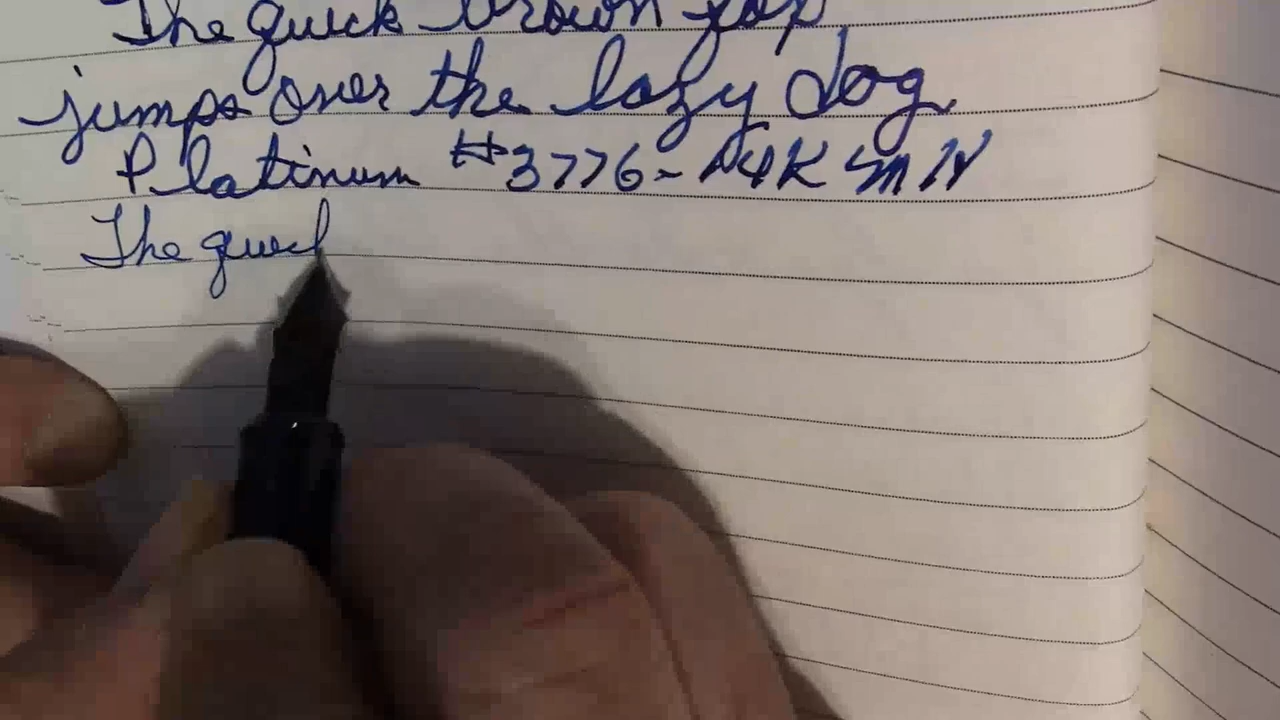 The quick brown fox
jumps over the lazy dog.
Platinum #3776 - 14K SM N
The quick